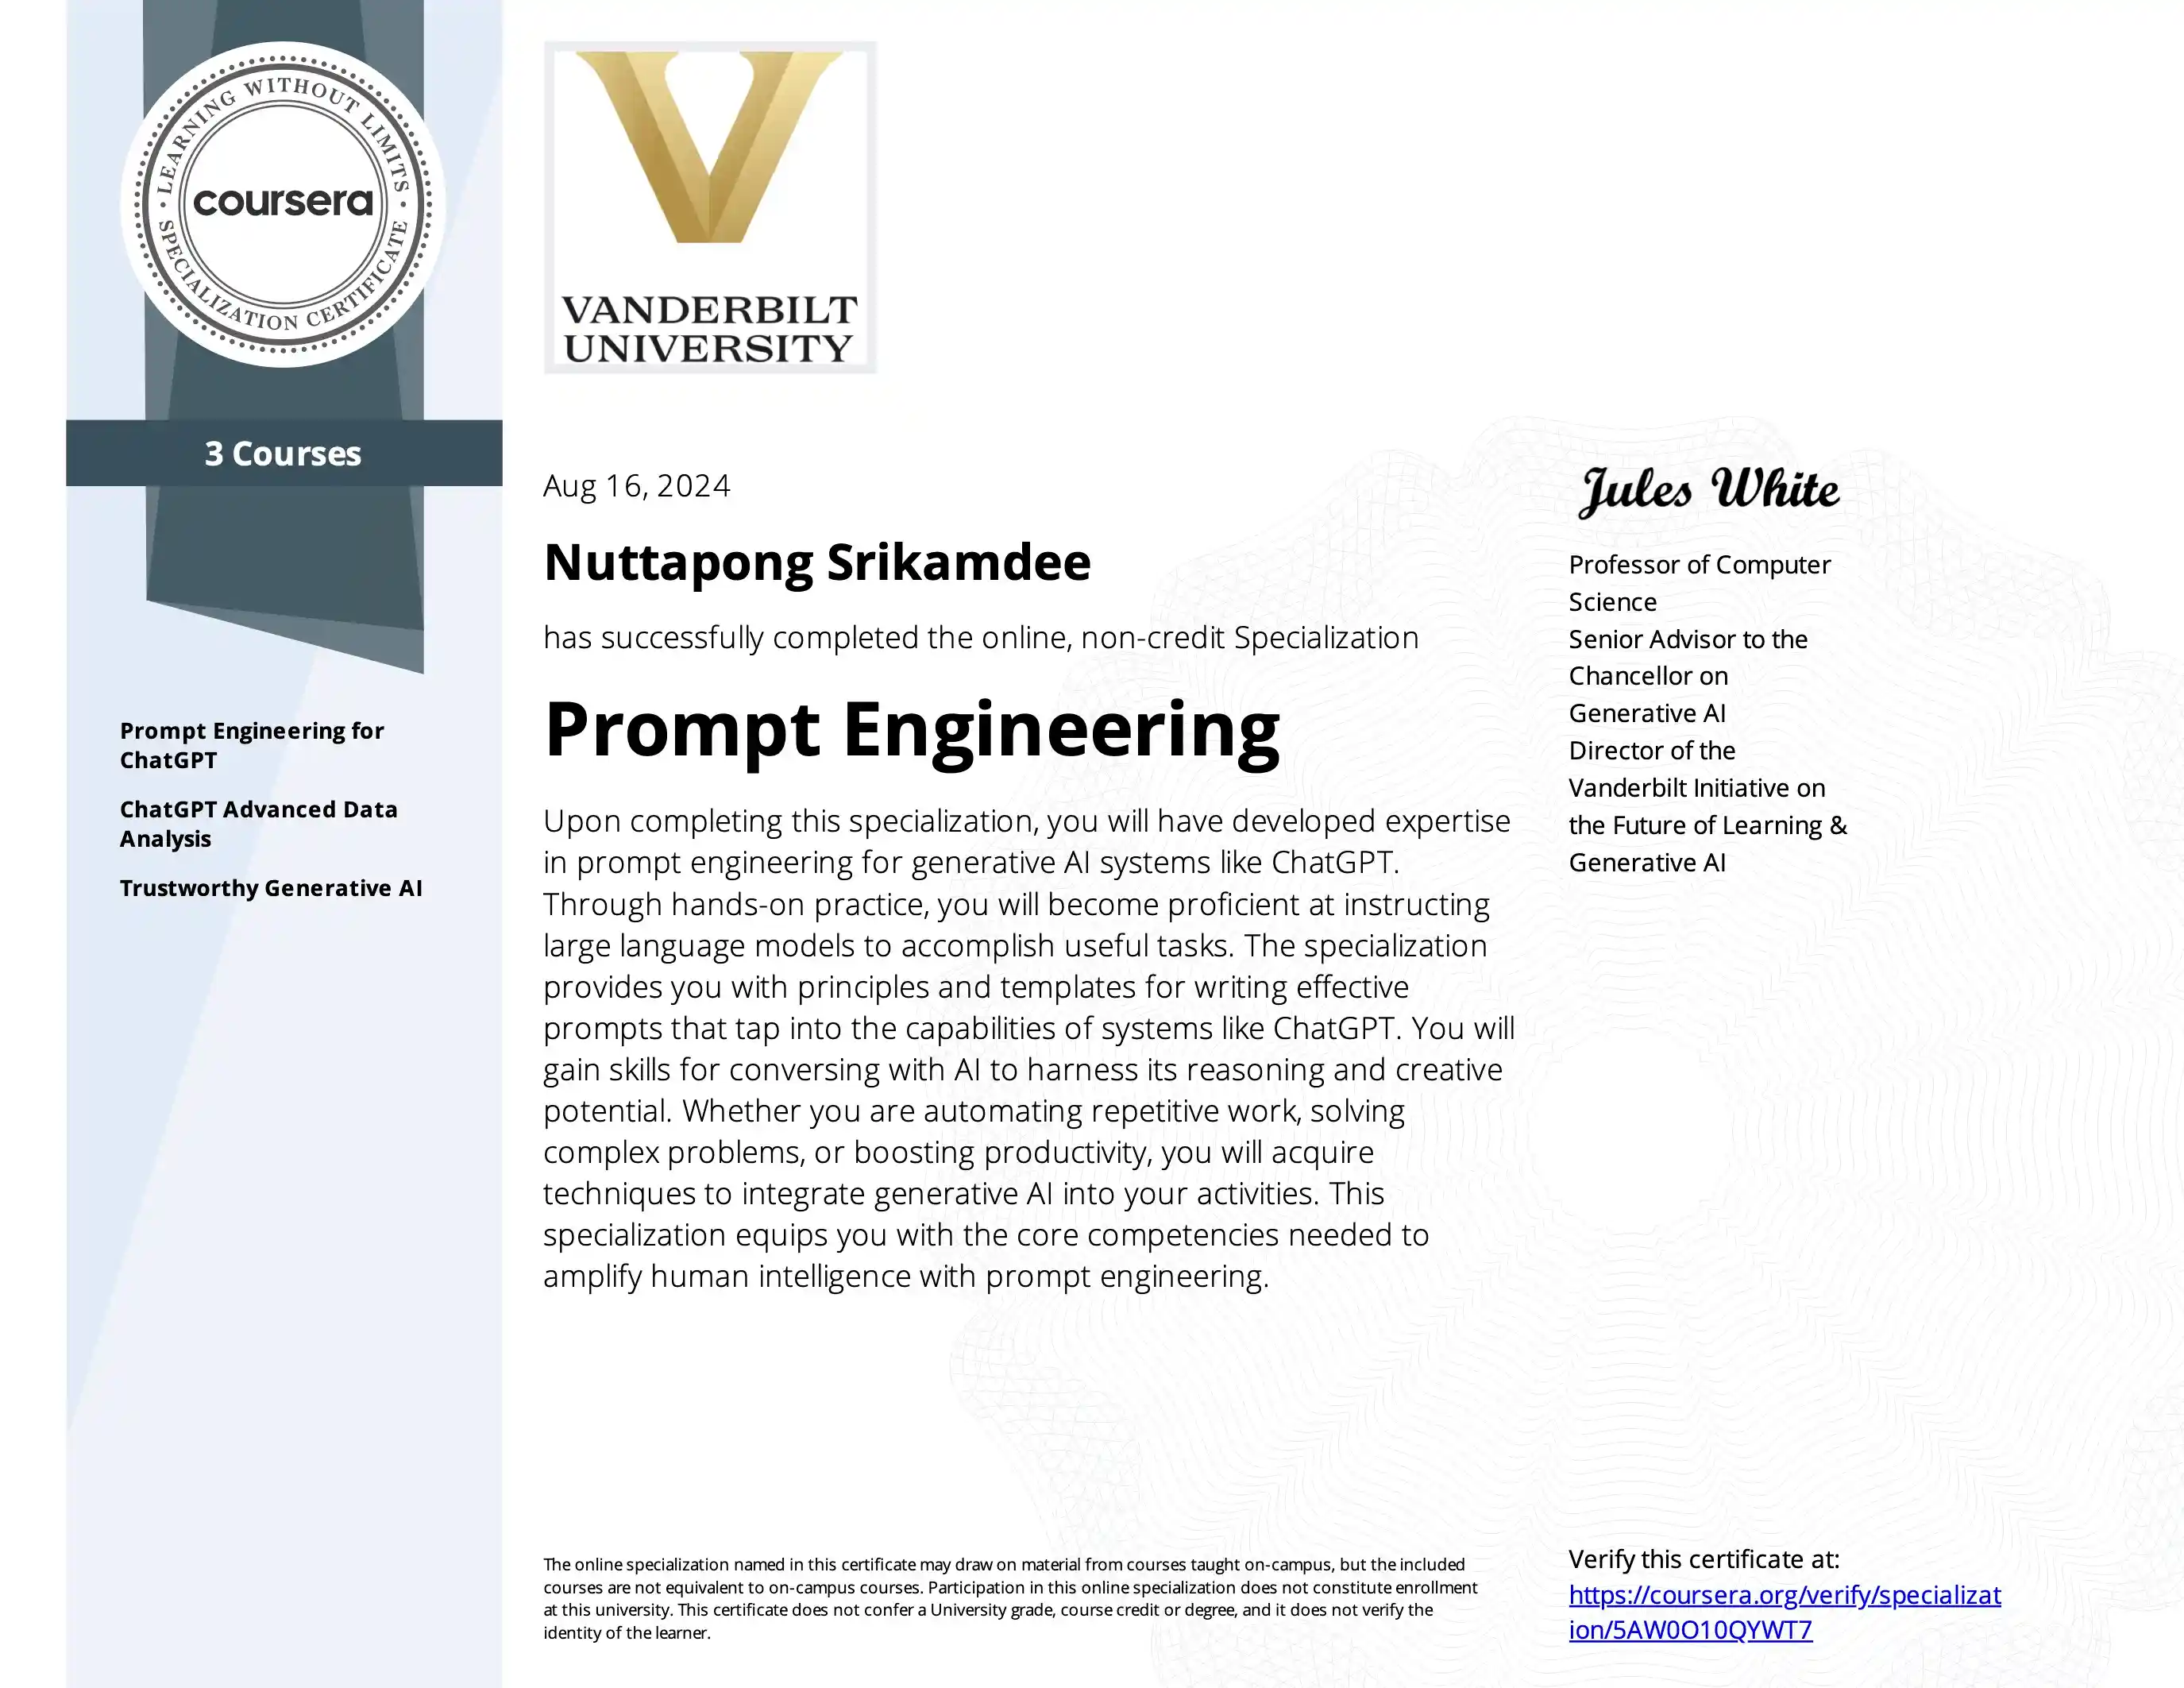 LEARNING WITHOUT LIMITS
coursera
SPECIALIZATION CERTIFICATE
3 Courses
Prompt Engineering for
ChatGPT
ChatGPT Advanced Data
Analysis
Trustworthy Generative AI
VANDERBILT
UNIVERSITY
Aug 16, 2024
Nuttapong Srikamdee
has successfully completed the online, non-credit Specialization
Prompt Engineering
Upon completing this specialization, you will have developed expertise
in prompt engineering for generative AI systems like ChatGPT.
Through hands-on practice, you will become proficient at instructing
large language models to accomplish useful tasks. The specialization
provides you with principles and templates for writing effective
prompts that tap into the capabilities of systems like ChatGPT. You will
gain skills for conversing with AI to harness its reasoning and creative
potential. Whether you are automating repetitive work, solving
complex problems, or boosting productivity, you will acquire
techniques to integrate generative AI into your activities. This
specialization equips you with the core competencies needed to
amplify human intelligence with prompt engineering.
Jules White
Professor of Computer
Science
Senior Advisor to the
Chancellor on
Generative AI
Director of the
Vanderbilt Initiative on
the Future of Learning &
Generative AI
The online specialization named in this certificate may draw on material from courses taught on-campus, but the included
courses are not equivalent to on-campus courses. Participation in this online specialization does not constitute enrollment
at this university. This certificate does not confer a University grade, course credit or degree, and it does not verify the
identity of the learner.
Verify this certificate at:
https://coursera.org/verify/specializat
ion/5AW0O10QYWT7